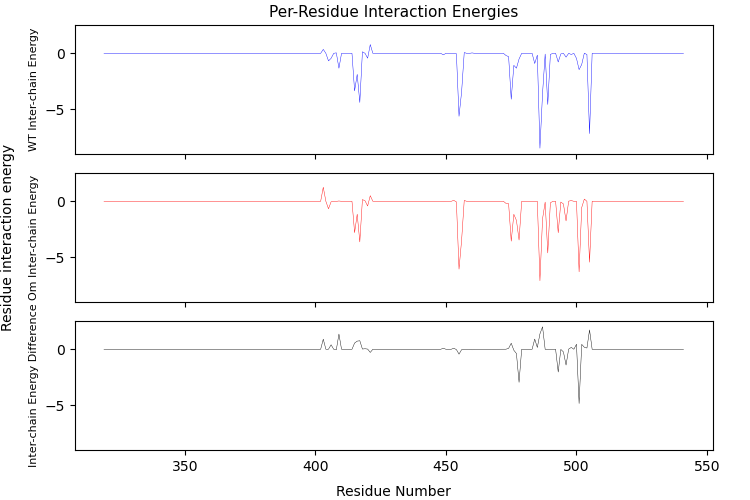 Per-Residue Interaction Energies
Residue interaction energy
WT Inter-chain Energy
0
−5
Om Inter-chain Energy
0
−5
Inter-chain Energy Difference
0
−5
350
400
450
500
550
Residue Number